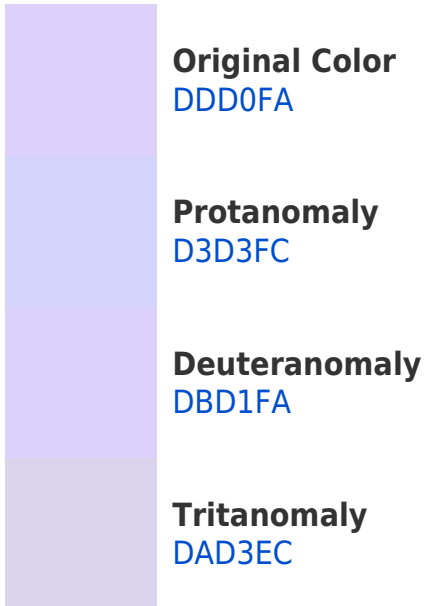 Original Color
DDD0FA
Protanomaly
D3D3FC
Deuteranomaly
DBD1FA
Tritanomaly
DAD3EC